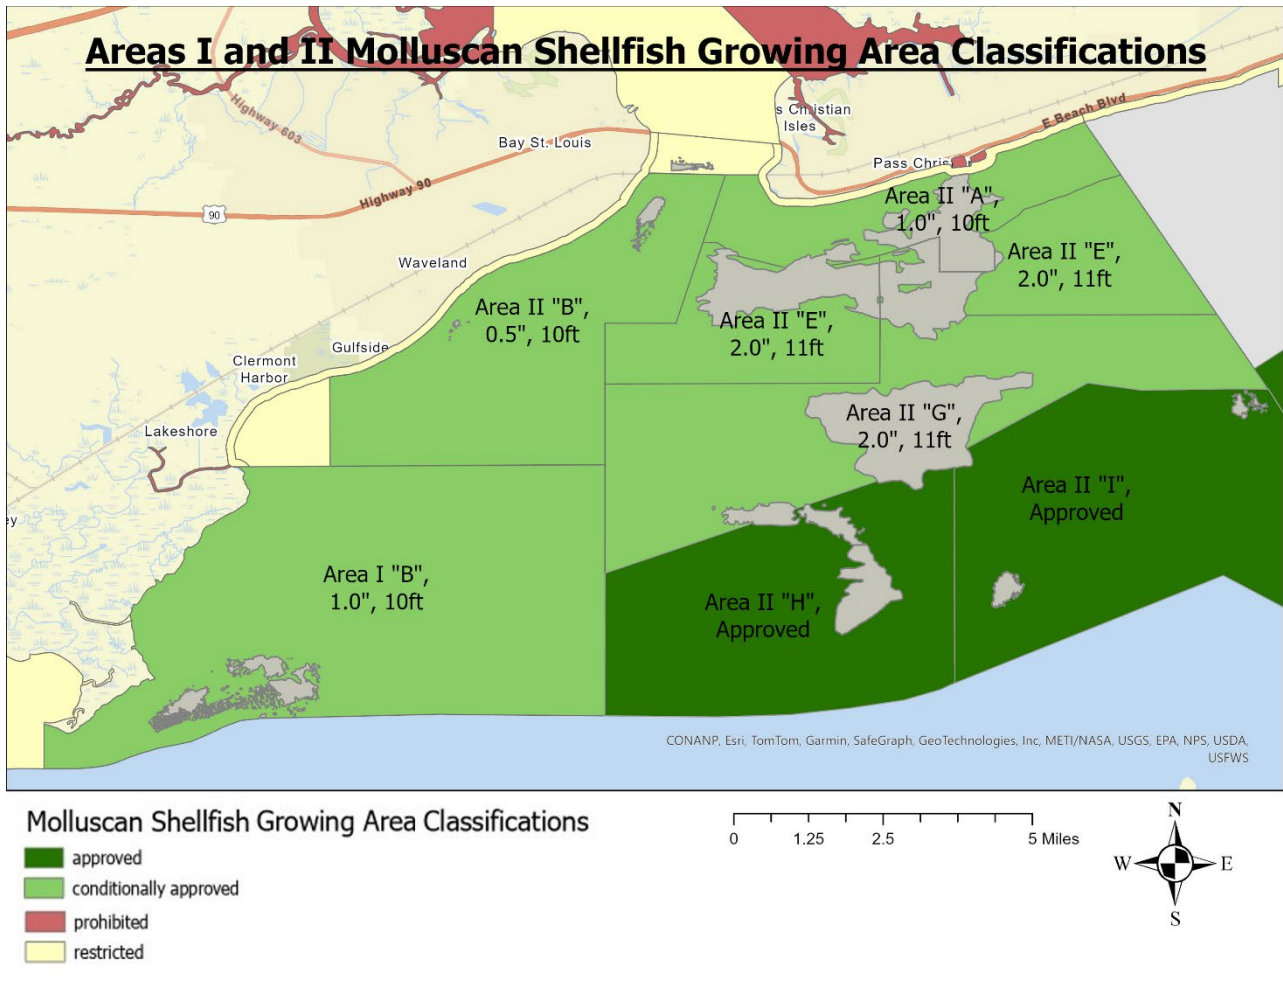 Areas I and II Molluscan Shellfish Growing Area Classifications
Highway 603
Bay St. Louis
s Christian
Isles
E Beach Blvd
Pass Chris
Highway 90
90
Area II "A",
1.0", 10ft
Waveland
Area II "E",
2.0", 11ft
Area II "B",
0.5", 10ft
Area II "E",
2.0", 11ft
Gulfside
Clermont
Harbor
Area II "G",
2.0", 11ft
Lakeshore
Area II "I",
Approved
ey
Area I "B",
1.0", 10ft
Area II "H",
Approved
CONANP, Esri, TomTom, Garmin, SafeGraph, GeoTechnologies, Inc, METI/NASA, USGS, EPA, NPS, USDA,
USFWS
Molluscan Shellfish Growing Area Classifications
approved
conditionally approved
prohibited
restricted
0 1.25 2.5 5 Miles
N
W E
S